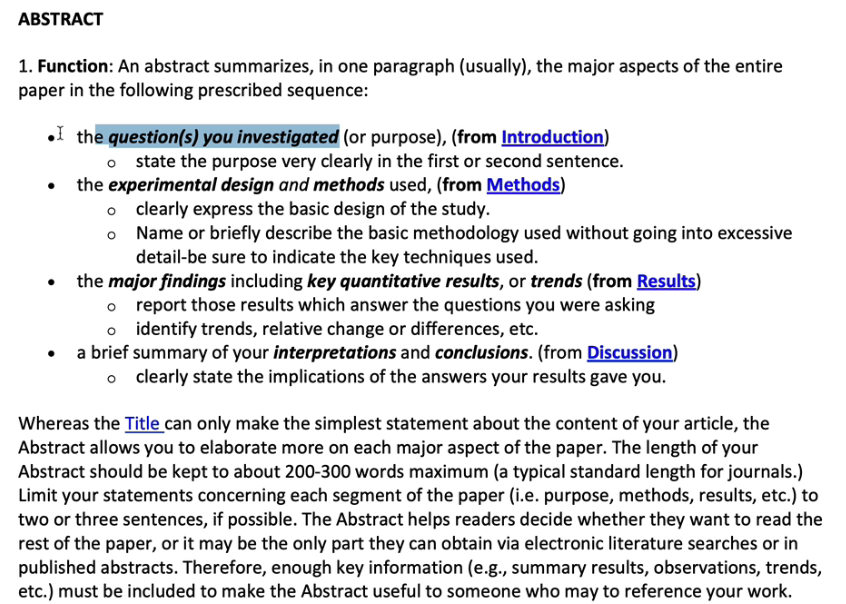 ABSTRACT
1. Function: An abstract summarizes, in one paragraph (usually), the major aspects of the entire
paper in the following prescribed sequence:
• the question(s) you investigated (or purpose), (from Introduction)
o state the purpose very clearly in the first or second sentence.
• the experimental design and methods used, (from Methods)
o clearly express the basic design of the study.
o Name or briefly describe the basic methodology used without going into excessive
detail-be sure to indicate the key techniques used.
• the major findings including key quantitative results, or trends (from Results)
o report those results which answer the questions you were asking
o identify trends, relative change or differences, etc.
• a brief summary of your interpretations and conclusions. (from Discussion)
o clearly state the implications of the answers your results gave you.
Whereas the Title can only make the simplest statement about the content of your article, the
Abstract allows you to elaborate more on each major aspect of the paper. The length of your
Abstract should be kept to about 200-300 words maximum (a typical standard length for journals.)
Limit your statements concerning each segment of the paper (i.e. purpose, methods, results, etc.) to
two or three sentences, if possible. The Abstract helps readers decide whether they want to read the
rest of the paper, or it may be the only part they can obtain via electronic literature searches or in
published abstracts. Therefore, enough key information (e.g., summary results, observations, trends,
etc.) must be included to make the Abstract useful to someone who may to reference your work.